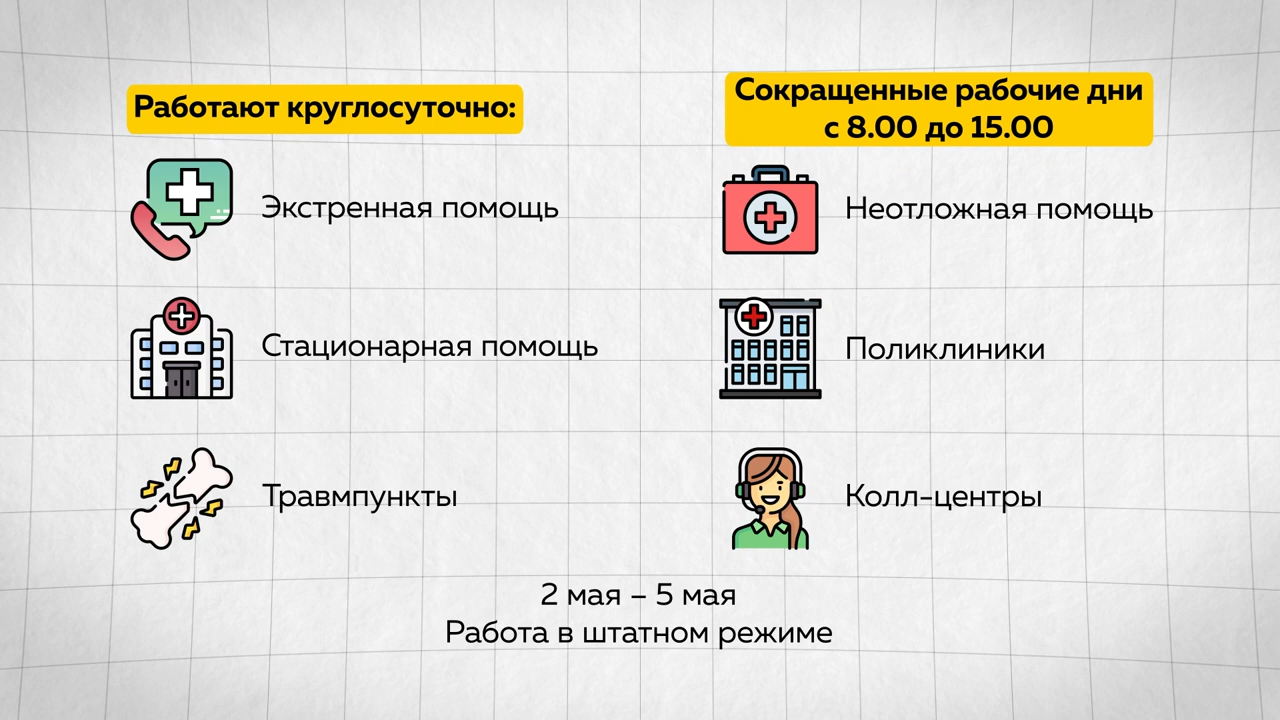 Работают круглосуточно:
Экстренная помощь
Стационарная помощь
Травмпункты
Сокращенные рабочие дни
с 8.00 до 15.00
Неотложная помощь
Поликлиники
Колл-центры
2 мая – 5 мая
Работа в штатном режиме